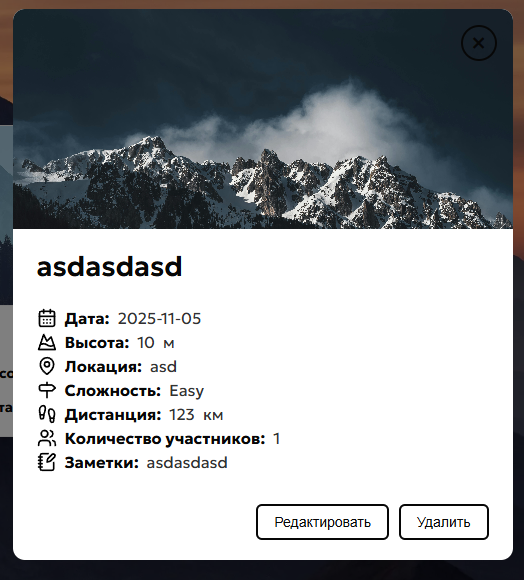 asdasdasd
Дата: 2025-11-05
Высота: 10 м
Локация: asd
Сложность: Easy
Дистанция: 123 км
Количество участников: 1
Заметки: asdasdasd
Редактировать Удалить